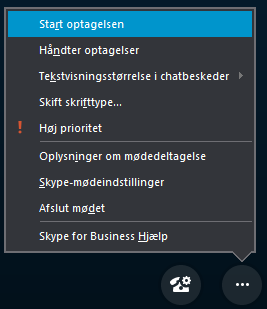 Start optagelsen
Håndter optagelser
Tekstvisningsstørrelse i chatbeskeder
Skift skrifttype...
! Høj prioritet
Oplysninger om mødedeltagelse
Skype-mødeindstillinger
Afslut mødet
Skype for Business Hjælp